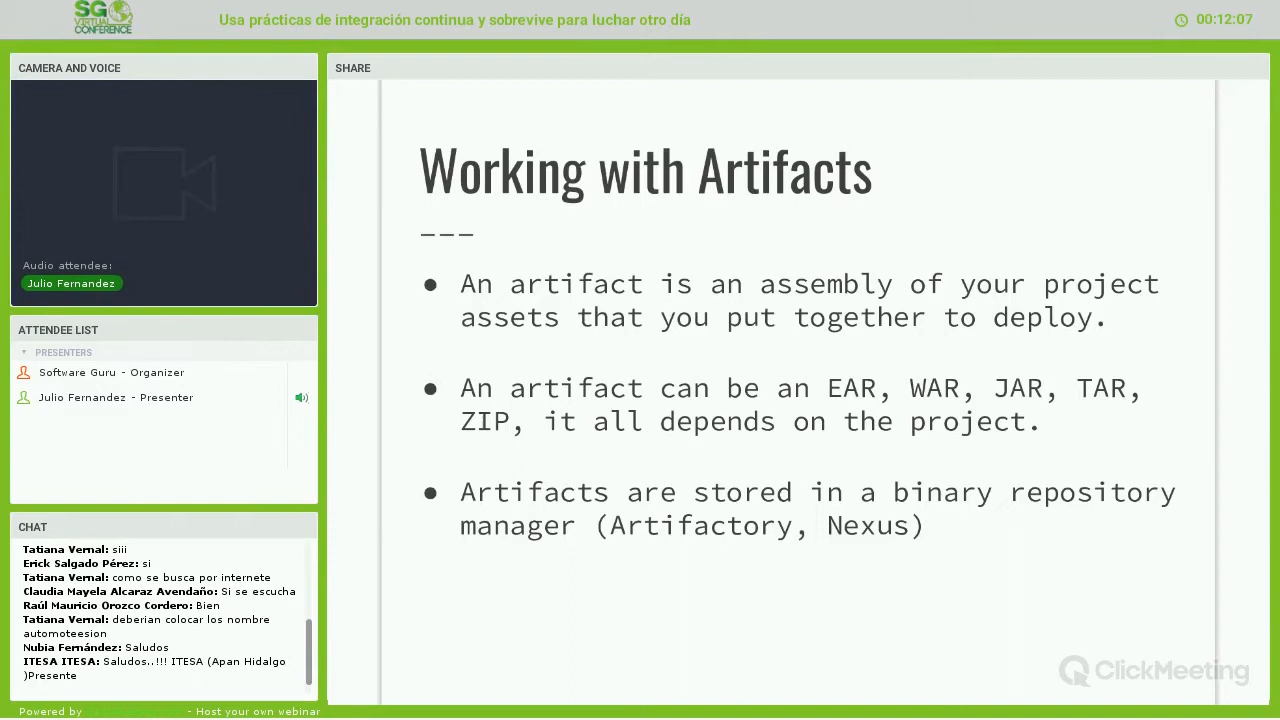 SG
VIRTUAL
CONFERENCE
Usa prácticas de integración continua y sobrevive para luchar otro día
00:12:07
CAMERA AND VOICE
Audio attendee:
Julio Fernandez
ATTENDEE LIST
PRESENTERS
Software Guru - Organizer
Julio Fernandez - Presenter
CHAT
Tatiana Vernal: siii
Erick Salgado Pérez: si
Tatiana Vernal: como se busca por internete
Claudia Mayela Alcaraz Avendaño: Si se escucha
Raúl Mauricio Orozco Cordero: Bien
Tatiana Vernal: deberian colocar los nombre
automoteesion
Nubia Fernández: Saludos
ITESA ITESA: Saludos..!!! ITESA (Apan Hidalgo
)Presente
Powered by - Host your own webinar
SHARE
Working with Artifacts
---
● An artifact is an assembly of your project
assets that you put together to deploy.
● An artifact can be an EAR, WAR, JAR, TAR,
ZIP, it all depends on the project.
● Artifacts are stored in a binary repository
manager (Artifactory, Nexus)
ClickMeeting